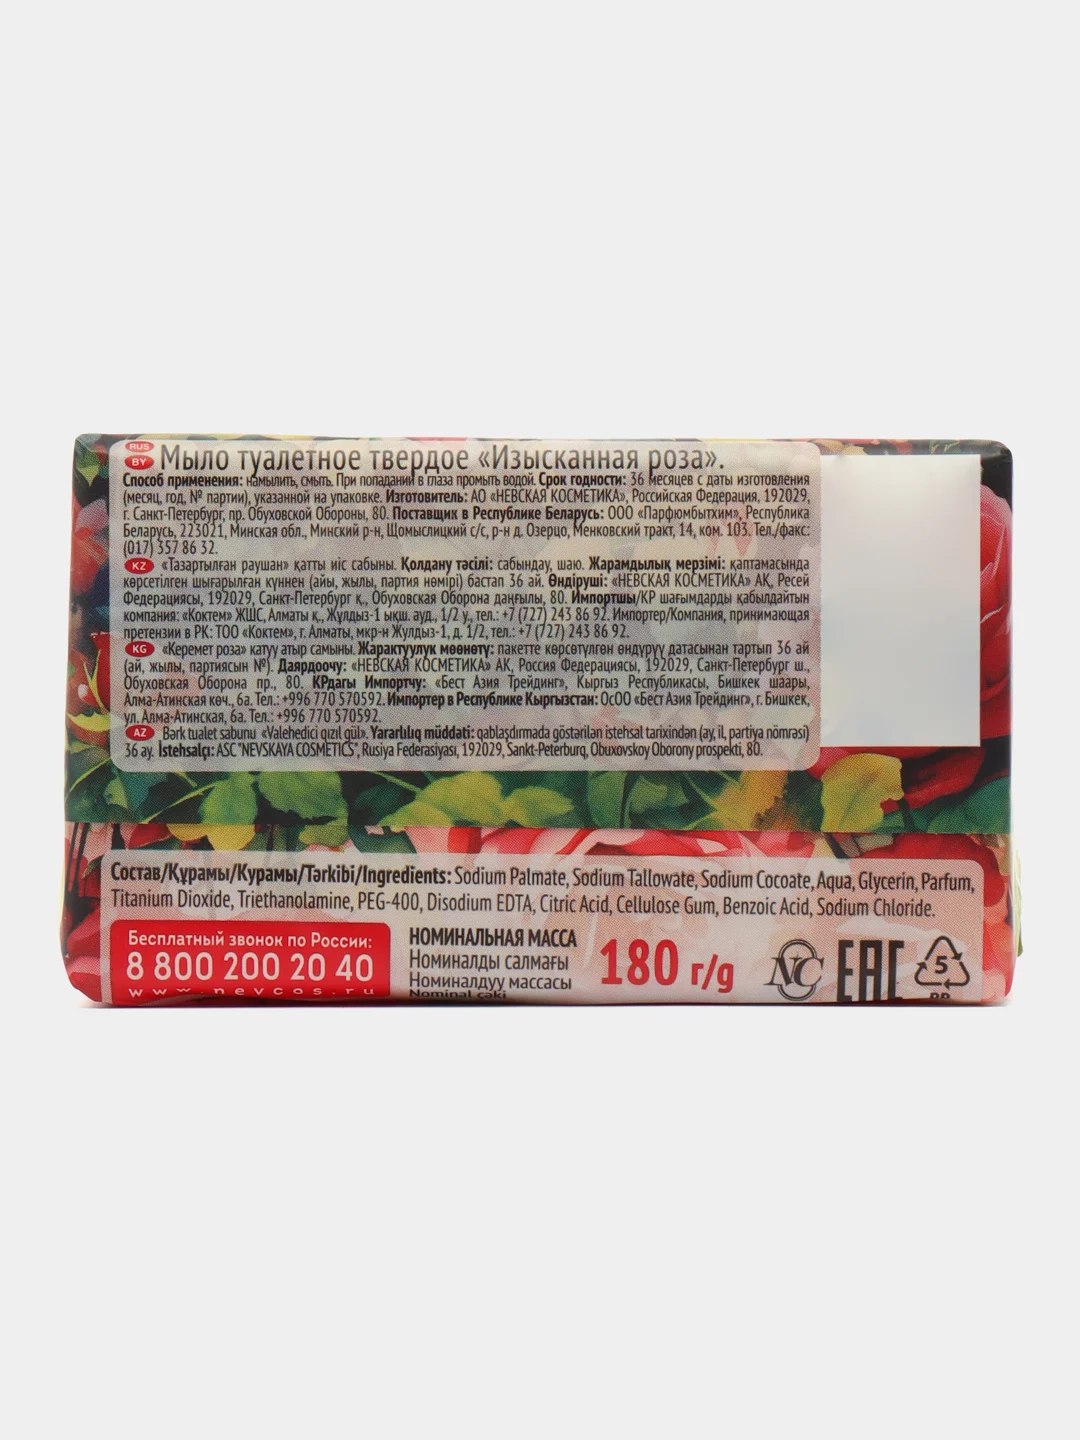 RUS
BY
Мыло туалетное твердое «Изысканная роза».
Способ применения: намылить, смыть. При попадании в глаза промыть водой. Срок годности: 36 месяцев с даты изготовления
(месяц, год, № партии), указанной на упаковке. Изготовитель: АО «НЕВСКАЯ КОСМЕТИКА», Российская Федерация, 192029,
г. Санкт-Петербург, пр. Обуховской Обороны, 80. Поставщик в Республике Беларусь: ООО «Парфюмбытхим», Республика
Беларусь, 223021, Минская обл., Минский р-н, Щомыслицкий с/с, р-н д. Озерцо, Менковский тракт, 14, ком. 103. Тел./факс:
(017) 357 86 32.
KZ «Тазартылған раушан» қатты иіс сабыны. Қолдану тәсілі: сабындау, шаю. Жарамдылық мерзімі: қаптамасында
көрсетілген шығарылған күннен (айы, жылы, партия нөмірі) бастап 36 ай. Өндіруші: «НЕВСКАЯ КОСМЕТИКА» АҚ, Ресей
Федерациясы, 192029, Санкт-Петербург қ., Обуховская Оборона даңғылы, 80. Импортшы/ҚР шағымдарды қабылдайтын
компания: «Коктем» ЖШС, Алматы қ., Жулдыз-1 ықш. ауд., 1/2 ү., тел.: +7 (727) 243 86 92. Импортер/Компания, принимающая
претензии в РК: ТОО «Коктем», г. Алматы, мкр-н Жулдыз-1, д. 1/2, тел.: +7 (727) 243 86 92.
KG «Керемет роза» катуу атыр самыны. Жарактуулук мөөнөтү: пакетте көрсөтүлгөн өндүрүү датасынан тартып 36 ай
(ай, жылы, партиясын №). Даярдоочу: «НЕВСКАЯ КОСМЕТИКА» АК, Россия Федерациясы, 192029, Санкт-Петербург ш.,
Обуховская Оборона пр., 80. КРдагы Импортчу: «Бест Азия Трейдинг», Кыргыз Республикасы, Бишкек шаары,
Алма-Атинская көч., 6а. Тел.: +996 770 570592. Импортер в Республике Кыргызстан: ОсОО «Бест Азия Трейдинг», г. Бишкек,
ул. Алма-Атинская, 6а. Тел.: +996 770 570592.
AZ Bərk tualet sabunu «Valehedici qızıl gül». Yararlılıq müddəti: qablaşdırmada göstərilən istehsal tarixindən (ay, il, partiya nömrəsi)
36 ay. İstehsalçı: ASC "NEVSKAYA COSMETICS", Rusiya Federasiyası, 192029, Sankt-Peterburq, Obuxovskoy Oborony prospekti, 80.
Состав/Құрамы/Курамы/Tərkibi/Ingredients: Sodium Palmate, Sodium Tallowate, Sodium Cocoate, Aqua, Glycerin, Parfum,
Titanium Dioxide, Triethanolamine, PEG-400, Disodium EDTA, Citric Acid, Cellulose Gum, Benzoic Acid, Sodium Chloride.
Бесплатный звонок по России:
8 800 200 20 40
www.nevcos.ru
НОМИНАЛЬНАЯ МАССА
Номиналды салмағы
Номиналдуу массасы
Nominal çəki
180 г/g
NC
EAC
5
PP